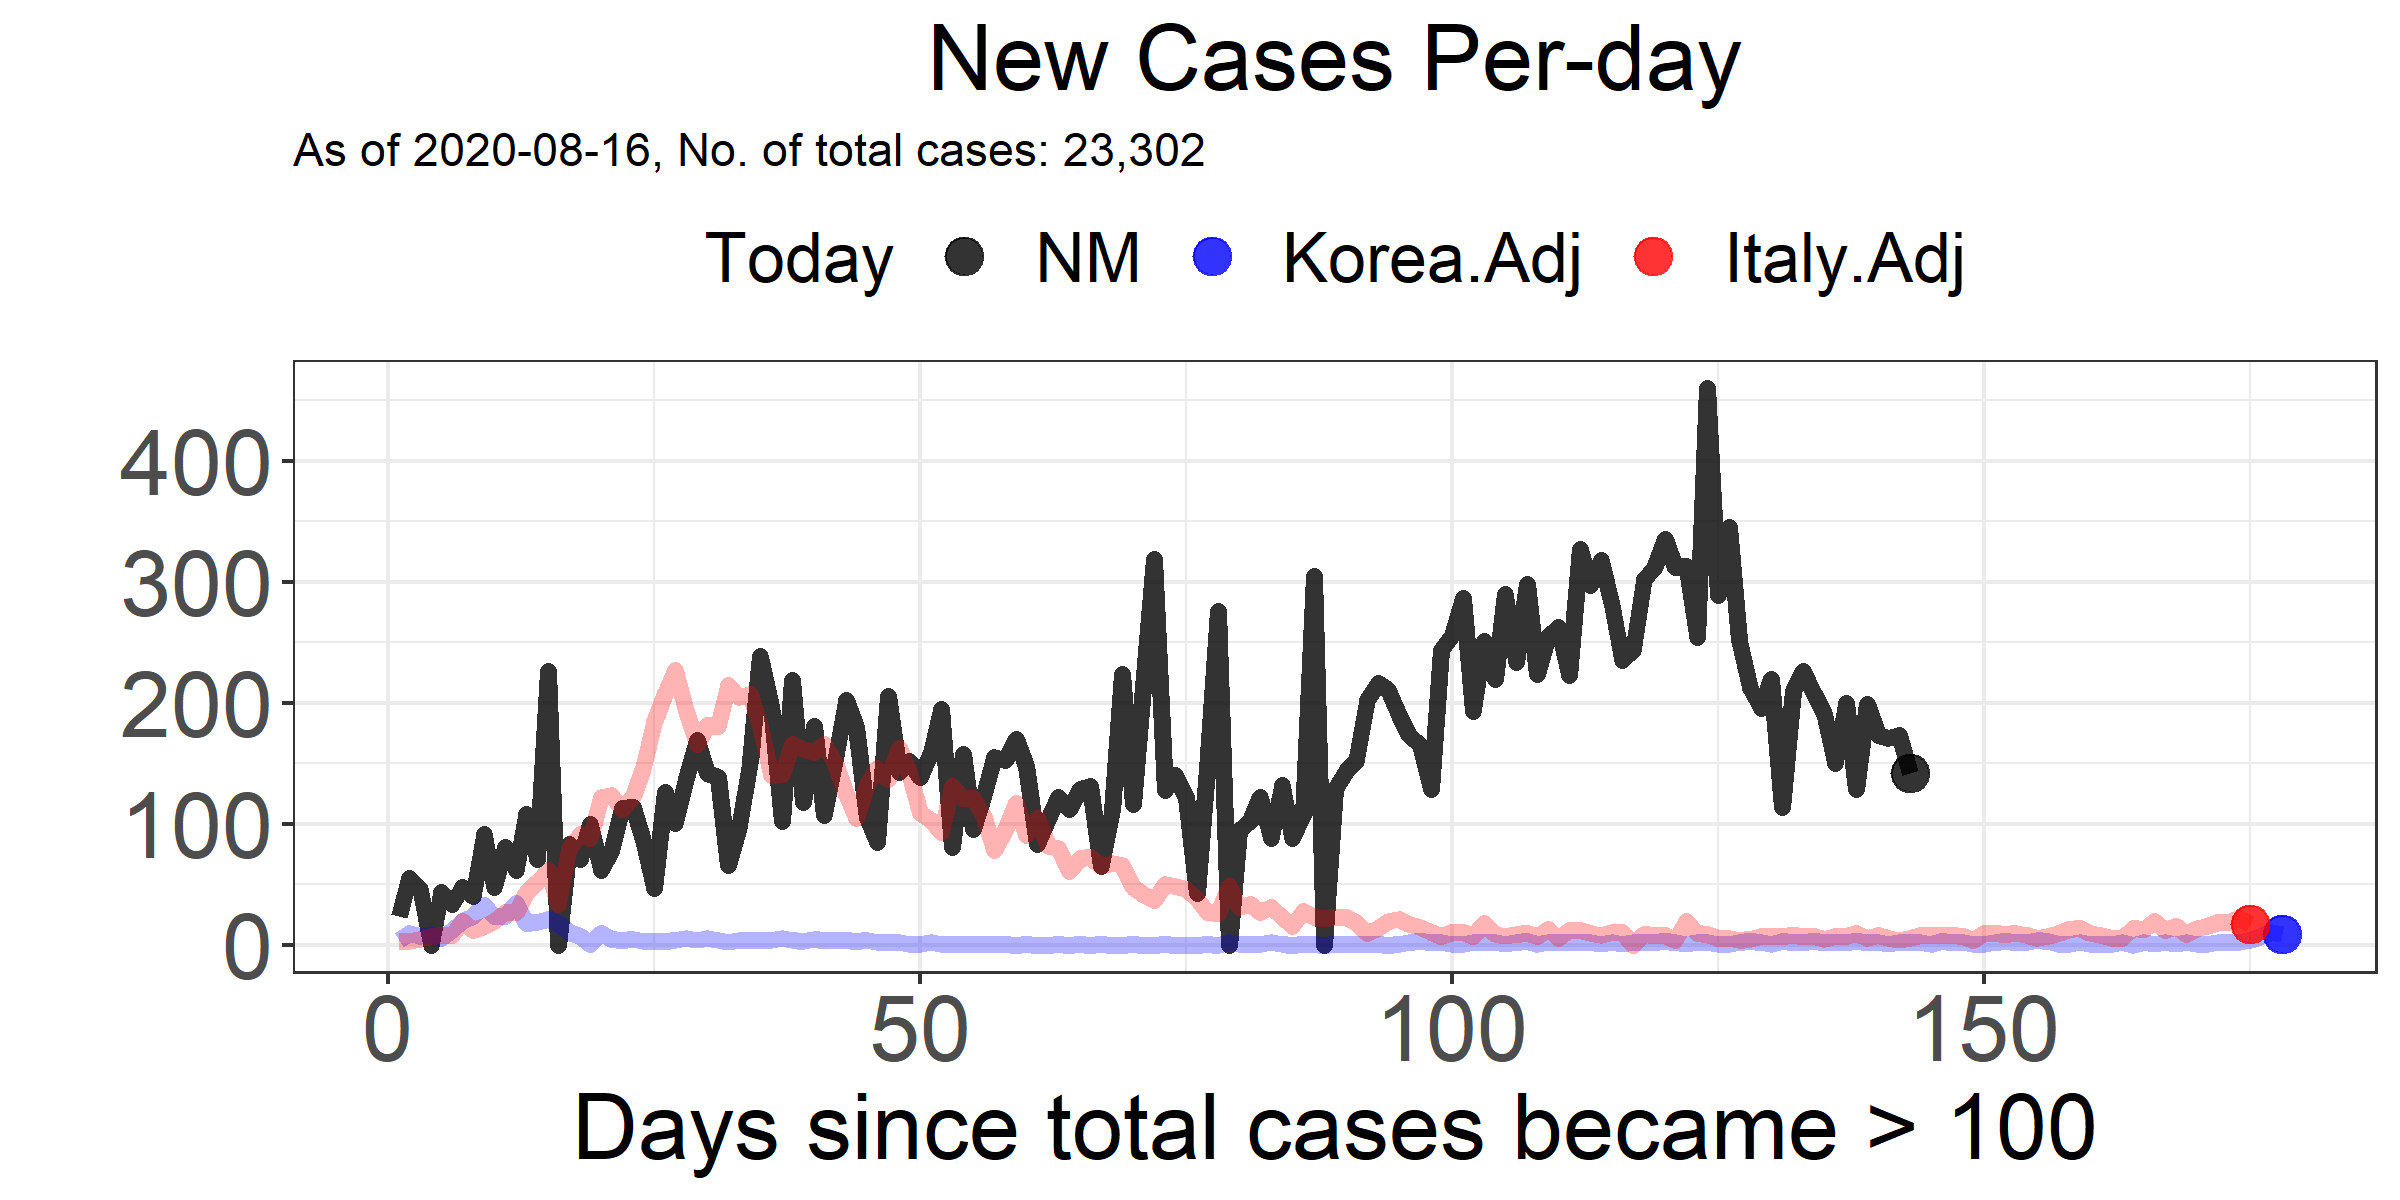 New Cases Per-day
As of 2020-08-16, No. of total cases: 23,302
Today NM Korea.Adj Italy.Adj
400
300
200
100
0
0 50 100 150
Days since total cases became > 100